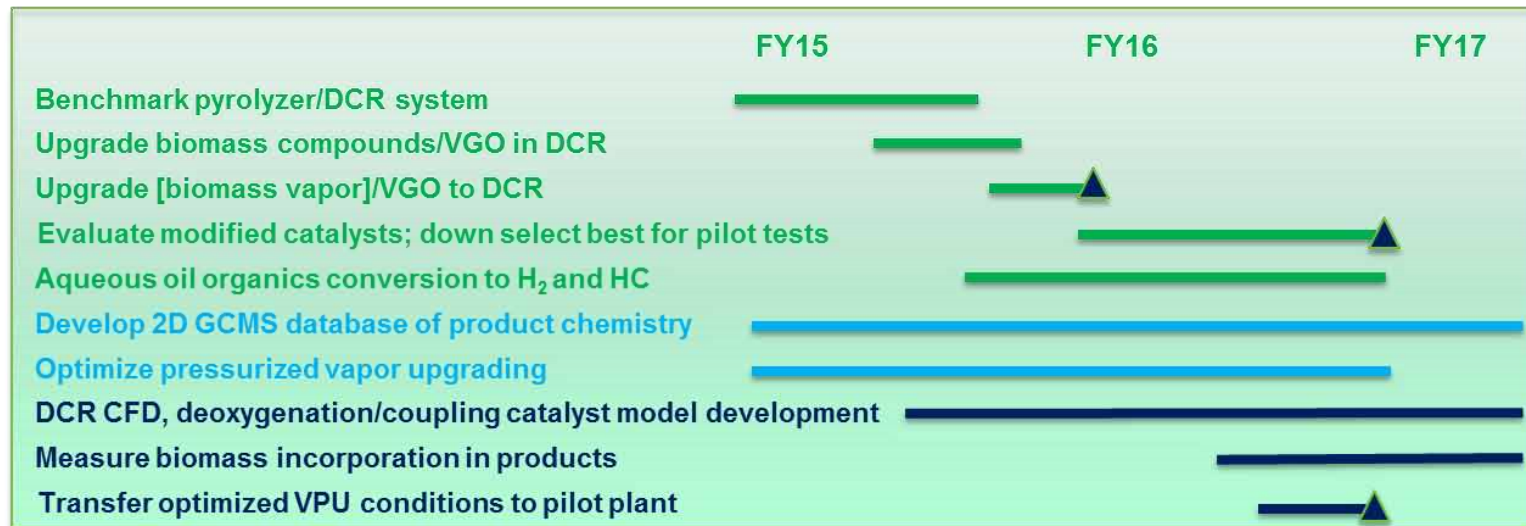 FY15 FY16 FY17
Benchmark pyrolyzer/DCR system
Upgrade biomass compounds/VGO in DCR
Upgrade [biomass vapor]/VGO to DCR
Evaluate modified catalysts; down select best for pilot tests
Aqueous oil organics conversion to H₂ and HC
Develop 2D GCMS database of product chemistry
Optimize pressurized vapor upgrading
DCR CFD, deoxygenation/coupling catalyst model development
Measure biomass incorporation in products
Transfer optimized VPU conditions to pilot plant